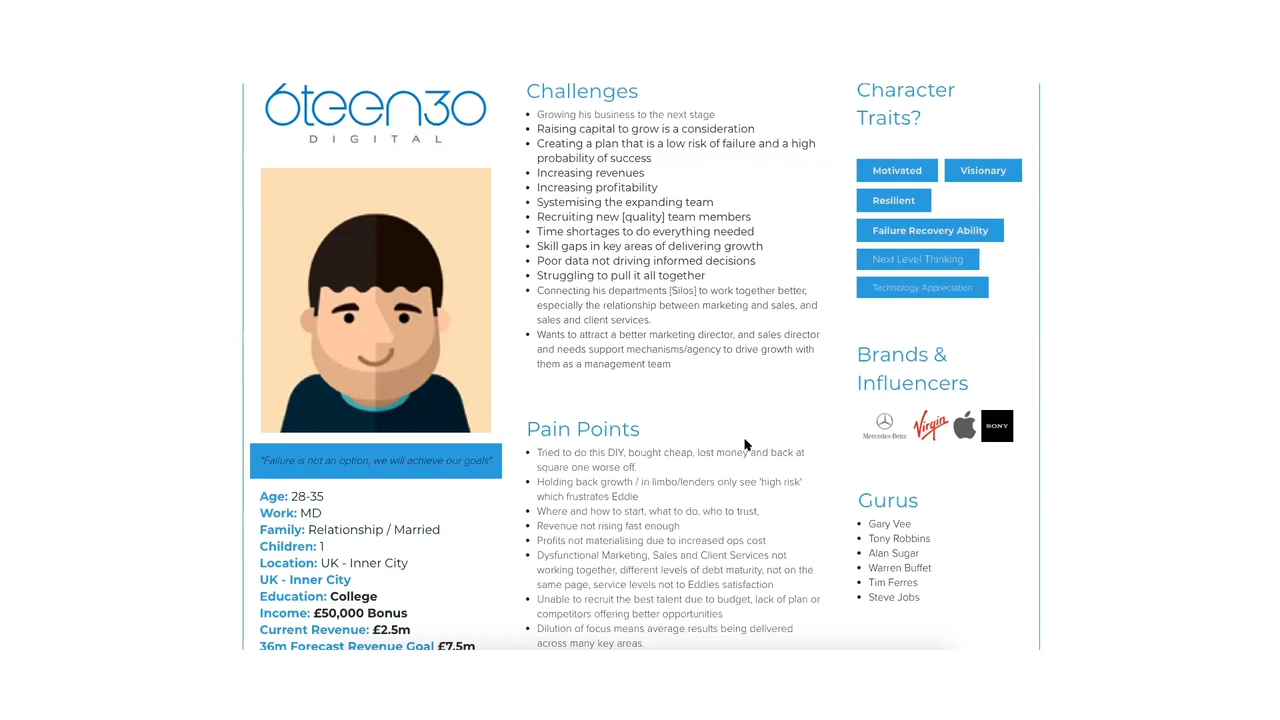 6teen30
DIGITAL
"Failure is not an option, we will achieve our goals"
Age: 28-35
Work: MD
Family: Relationship / Married
Children: 1
Location: UK - Inner City
UK - Inner City
Education: College
Income: £50,000 Bonus
Current Revenue: £2.5m
36m Forecast Revenue Goal £7.5m
Challenges
• Growing his business to the next stage
• Raising capital to grow is a consideration
• Creating a plan that is a low risk of failure and a high
probability of success
• Increasing revenues
• Increasing profitability
• Systemising the expanding team
• Recruiting new [quality] team members
• Time shortages to do everything needed
• Skill gaps in key areas of delivering growth
• Poor data not driving informed decisions
• Struggling to pull it all together
• Connecting his departments [Silos] to work together better,
especially the relationship between marketing and sales, and
sales and client services.
• Wants to attract a better marketing director, and sales director
and needs support mechanisms/agency to drive growth with
them as a management team
Pain Points
• Tried to do this DIY, bought cheap, lost money and back at
square one worse off.
• Holding back growth / in limbo/lenders only see 'high risk'
which frustrates Eddie
• Where and how to start, what to do, who to trust,
• Revenue not rising fast enough
• Profits not materialising due to increased ops cost
• Dysfunctional Marketing, Sales and Client Services not
working together, different levels of debt maturity, not on the
same page, service levels not to Eddies satisfaction
• Unable to recruit the best talent due to budget, lack of plan or
competitors offering better opportunities
• Dilution of focus means average results being delivered
across many key areas.
Character
Traits?
Motivated
Visionary
Resilient
Failure Recovery Ability
Next Level Thinking
Technology Appreciation
Brands &
Influencers
Mercedes-Benz
Virgin
SONY
Gurus
• Gary Vee
• Tony Robbins
• Alan Sugar
• Warren Buffet
• Tim Ferres
• Steve Jobs